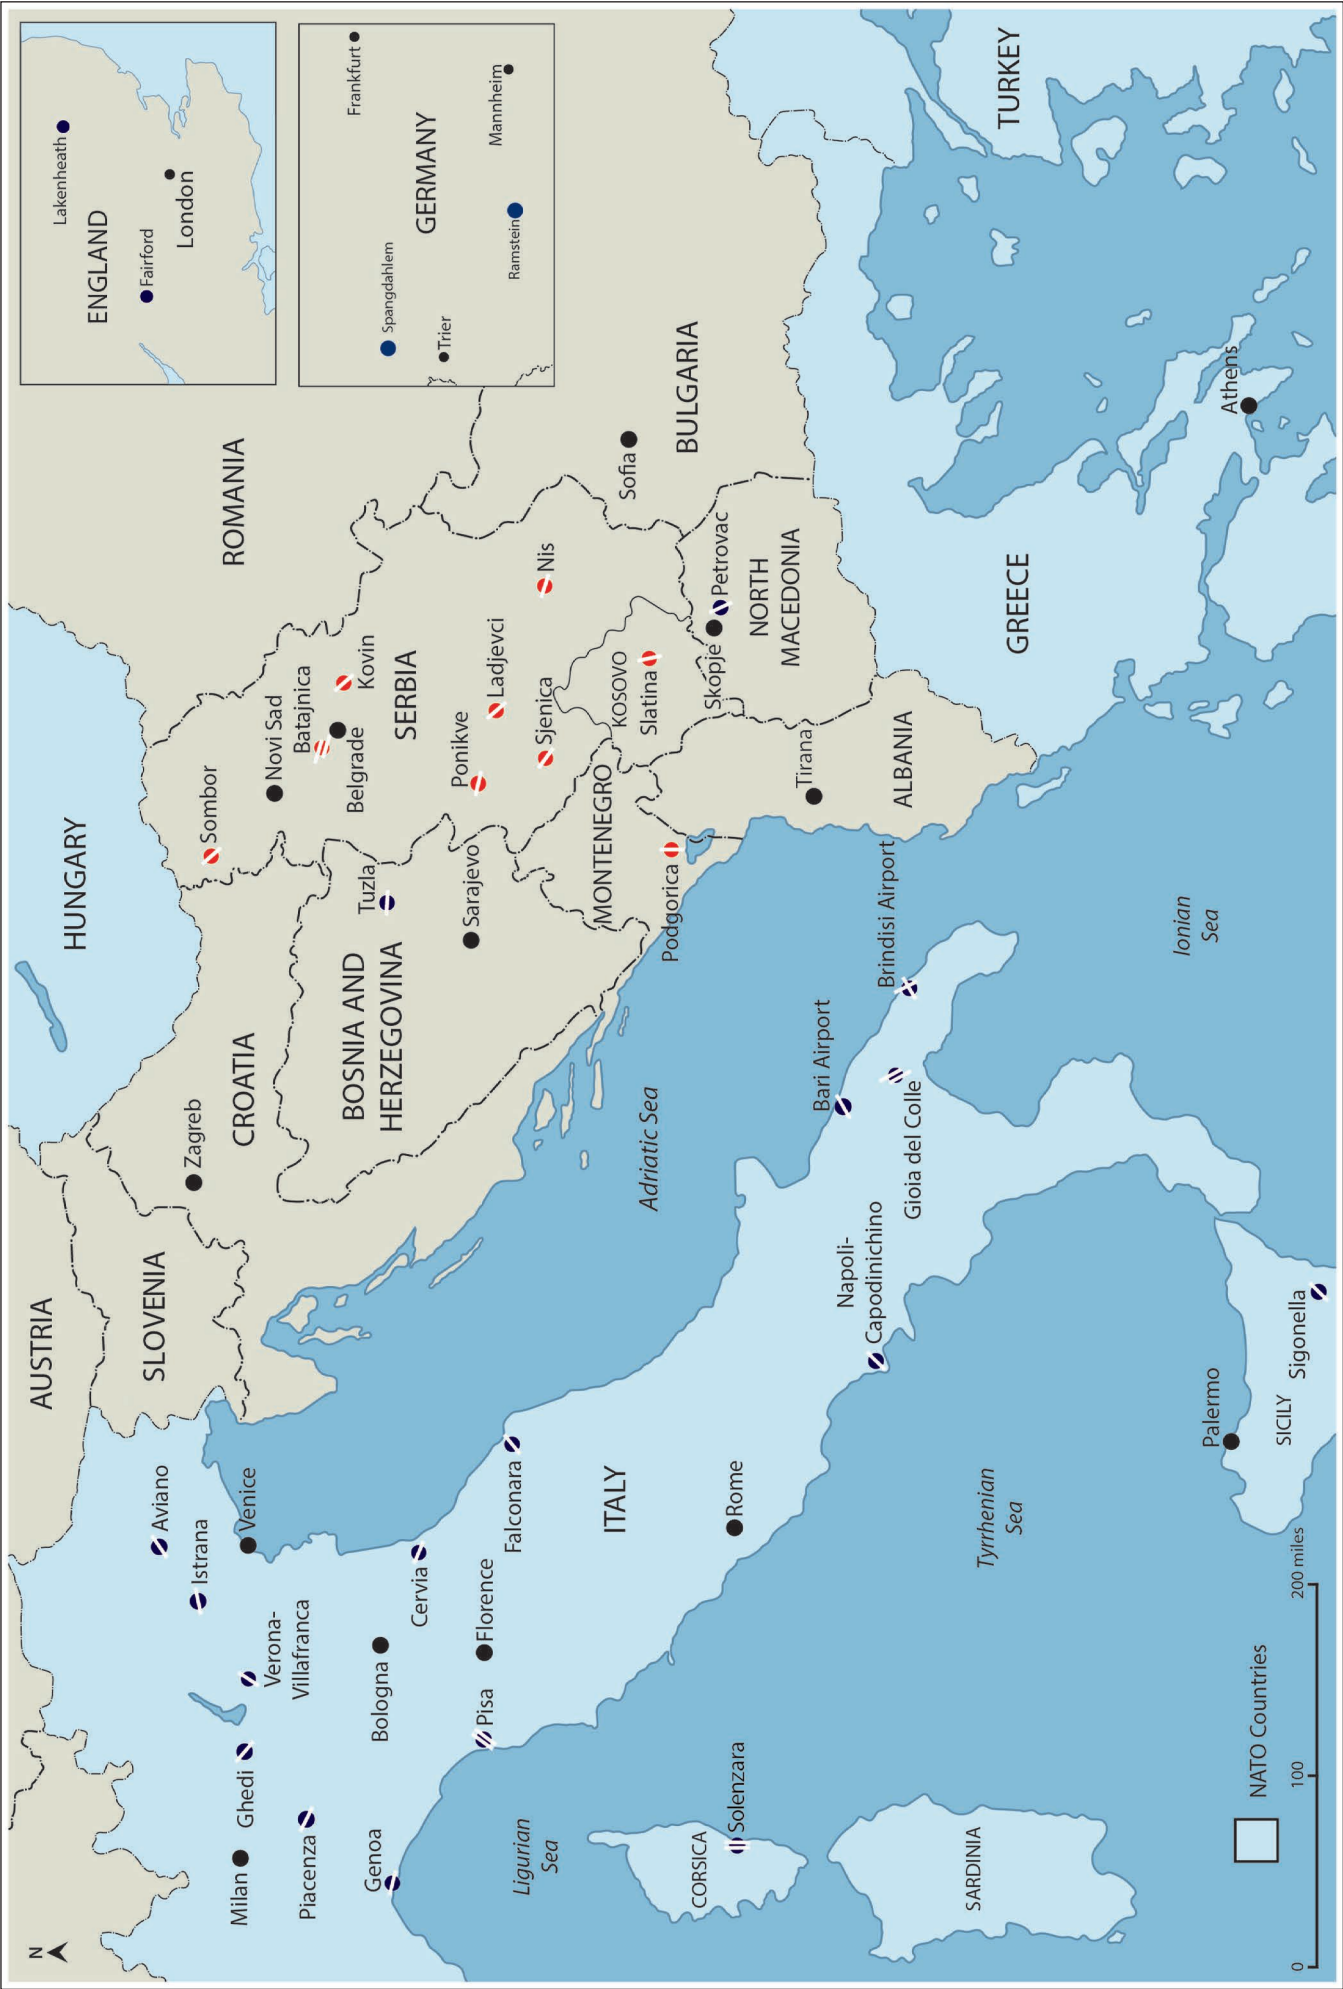 N
AUSTRIA
HUNGARY
ROMANIA
SLOVENIA
CROATIA
Zagreb
BOSNIA AND
HERZEGOVINA
Tuzla
Sarajevo
Sombor
Novi Sad
Batajnica
Belgrade
Kovin
SERBIA
Ponikve
Ladjevci
Sjenica
Nis
KOSOVO
Slatina
MONTENEGRO
Podgorica
Skopje
Petrovac
NORTH
MACEDONIA
Sofia
BULGARIA
Tirana
ALBANIA
GREECE
Athens
TURKEY
ENGLAND
Lakenheath
Fairford
London
GERMANY
Frankfurt
Mannheim
Spangdahlem
Trier
Ramstein
Aviano
Istrana
Venice
Verona-
Villafranca
Ghedi
Milan
Piacenza
Genoa
Bologna
Cervia
Florence
Pisa
Falconara
ITALY
Rome
Napoli-
Capodinichino
Bari Airport
Gioia del Colle
Brindisi Airport
Adriatic Sea
Ligurian
Sea
CORSICA
Solenzara
SARDINIA
Tyrrhenian
Sea
Palermo
SICILY
Sigonella
Ionian
Sea
NATO Countries
0
100
200 miles